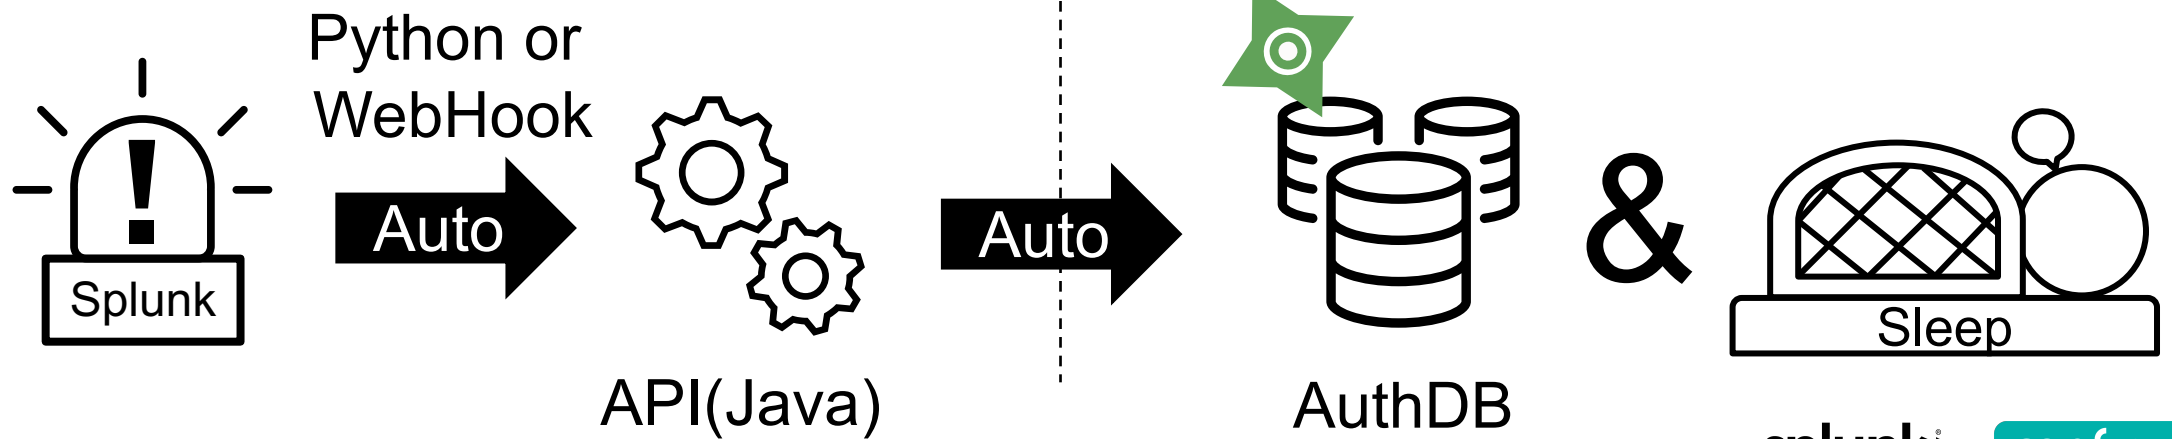 Python or
WebHook
!
Auto
Splunk
API(Java)
Auto
AuthDB
&
Sleep